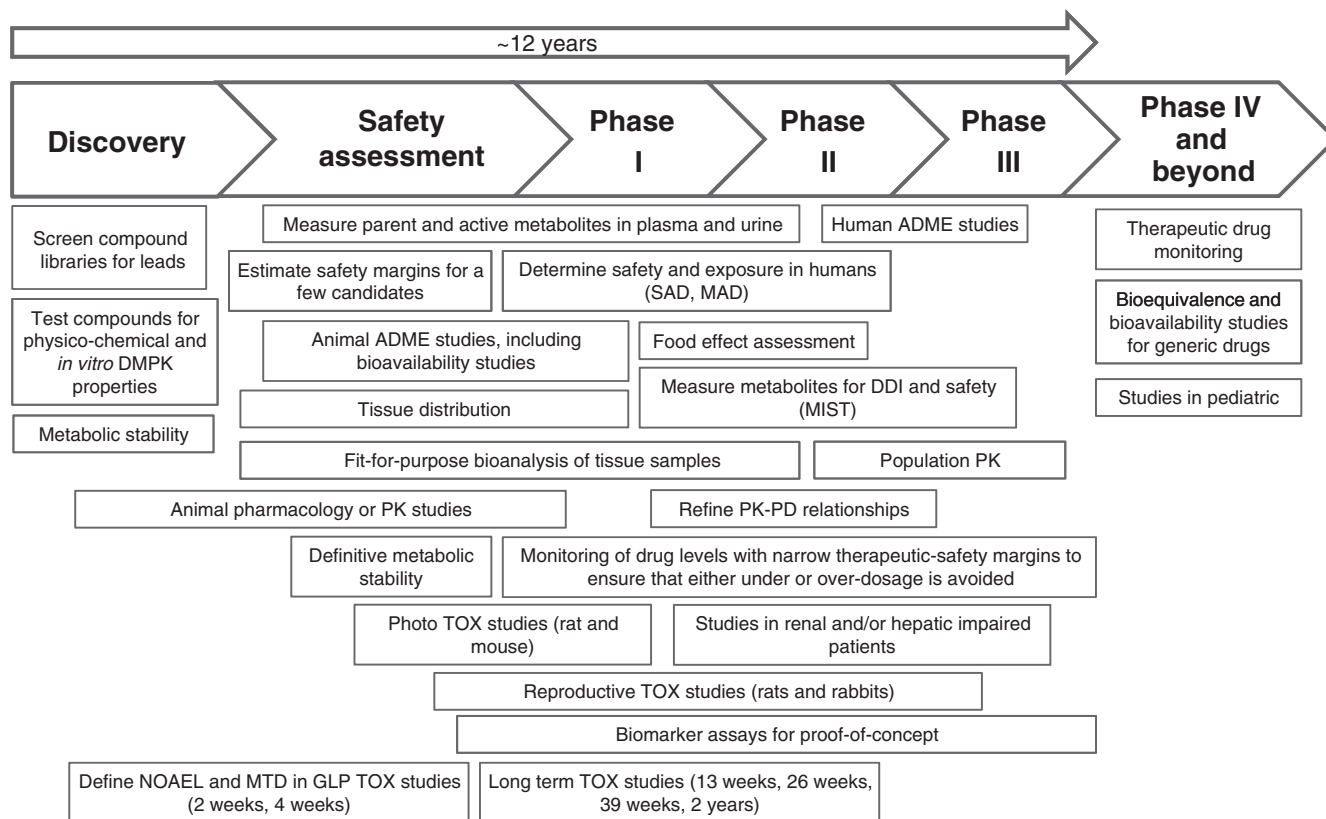 ~12 years
Discovery
Safety
assessment
Phase
I
Phase
II
Phase
III
Phase IV
and
beyond
Screen compound
libraries for leads
Measure parent and active metabolites in plasma and urine
Human ADME studies
Therapeutic drug
monitoring
Estimate safety margins for a
few candidates
Determine safety and exposure in humans
(SAD, MAD)
Test compounds for
physico-chemical and
in vitro DMPK
properties
Animal ADME studies, including
bioavailability studies
Food effect assessment
Bioequivalence and
bioavailability studies
for generic drugs
Measure metabolites for DDI and safety
(MIST)
Tissue distribution
Studies in pediatric
Metabolic stability
Fit-for-purpose bioanalysis of tissue samples
Population PK
Animal pharmacology or PK studies
Refine PK-PD relationships
Definitive metabolic
stability
Monitoring of drug levels with narrow therapeutic-safety margins to
ensure that either under or over-dosage is avoided
Photo TOX studies (rat and
mouse)
Studies in renal and/or hepatic impaired
patients
Reproductive TOX studies (rats and rabbits)
Biomarker assays for proof-of-concept
Define NOAEL and MTD in GLP TOX studies
(2 weeks, 4 weeks)
Long term TOX studies (13 weeks, 26 weeks,
39 weeks, 2 years)